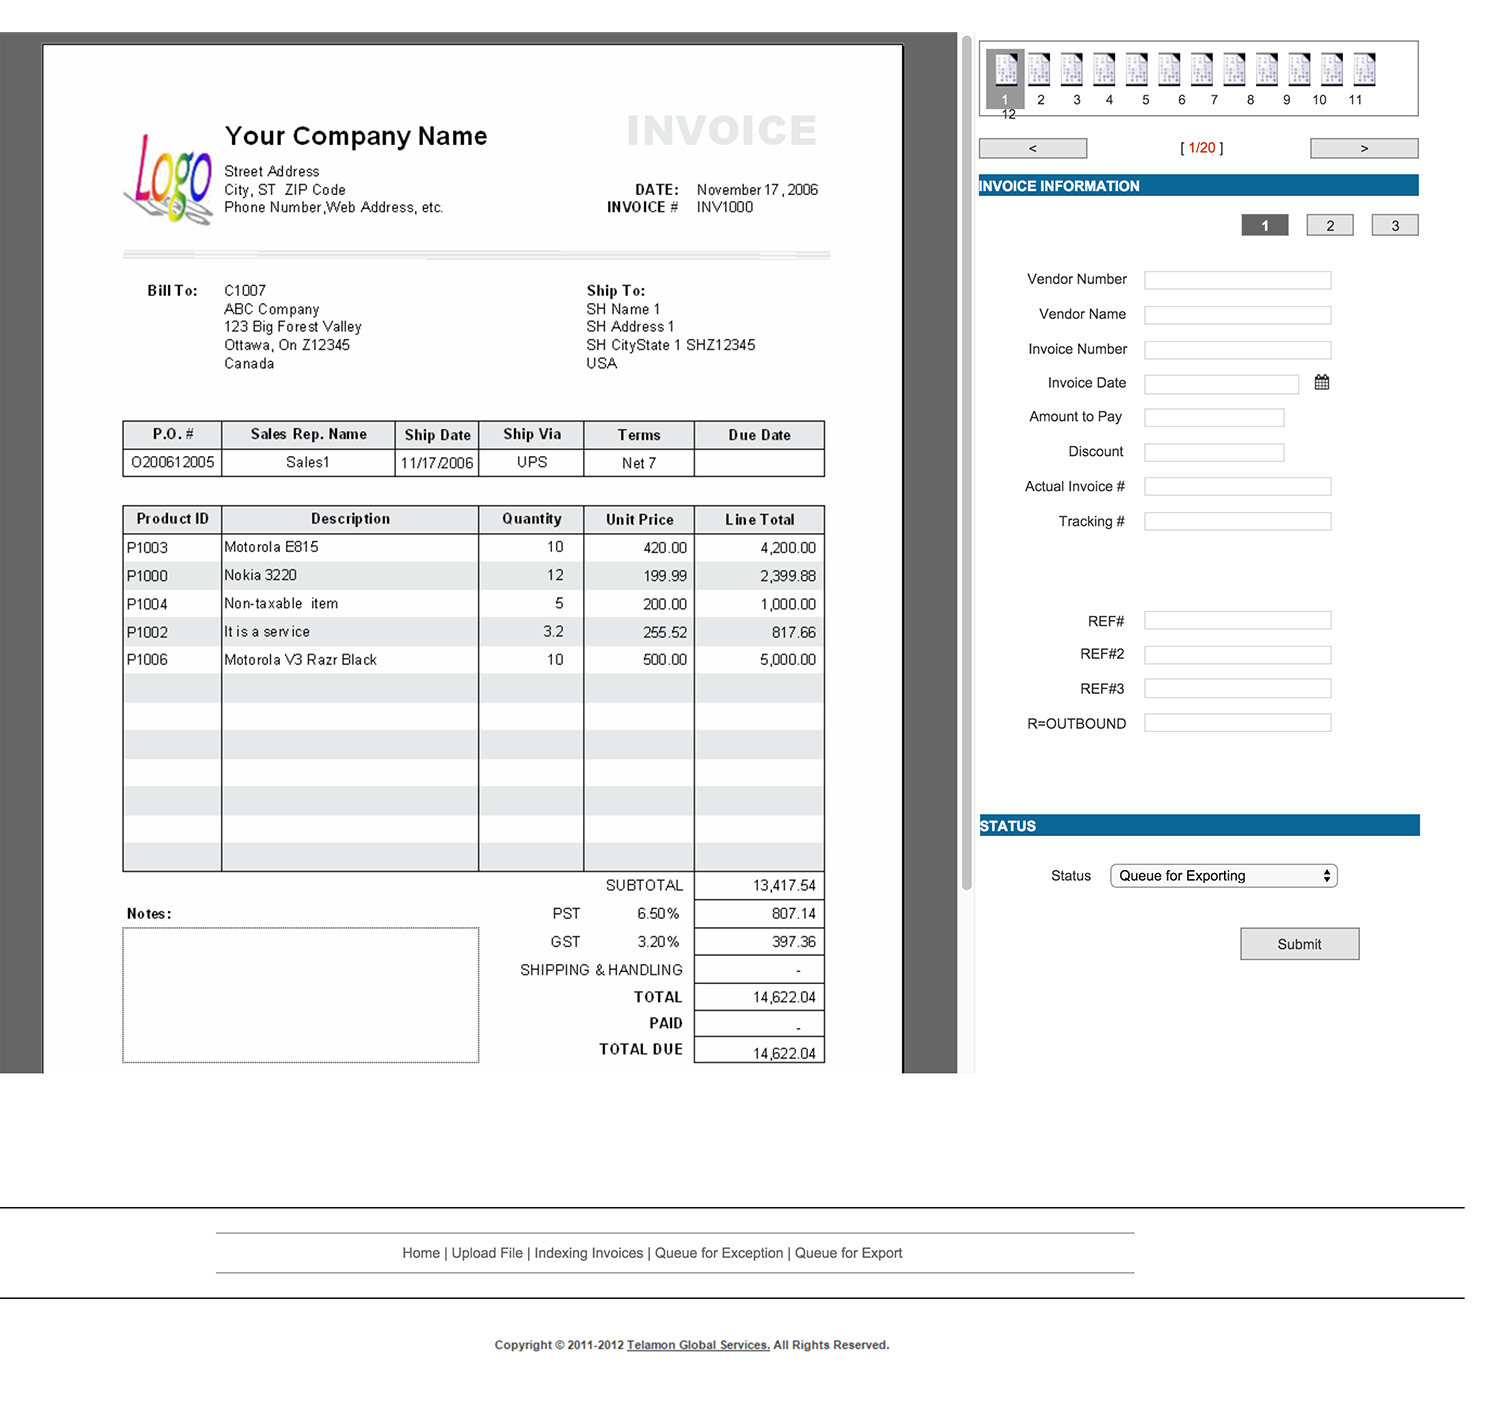 Logo
Your Company Name
INVOICE
Street Address
City, ST ZIP Code
Phone Number,Web Address, etc.
DATE: November 17, 2006
INVOICE # INV1000
Bill To: C1007
ABC Company
123 Big Forest Valley
Ottawa, On Z12345
Canada
Ship To:
SH Name 1
SH Address 1
SH CityState 1 SHZ12345
USA
P.O. # Sales Rep. Name Ship Date Ship Via Terms Due Date
O200612005 Sales1 11/17/2006 UPS Net 7
Product ID Description Quantity Unit Price Line Total
P1003 Motorola E815 10 420.00 4,200.00
P1000 Nokia 3220 12 199.99 2,399.88
P1004 Non-taxable item 5 200.00 1,000.00
P1002 It is a service 3.2 255.52 817.66
P1006 Motorola V3 Razr Black 10 500.00 5,000.00
SUBTOTAL 13,417.54
PST 6.50% 807.14
GST 3.20% 397.36
SHIPPING & HANDLING -
TOTAL 14,622.04
PAID -
TOTAL DUE 14,622.04
Notes:
1 2 3 4 5 6 7 8 9 10 11
12
< [ 1/20 ] >
INVOICE INFORMATION
1 2 3
Vendor Number
Vendor Name
Invoice Number
Invoice Date
Amount to Pay
Discount
Actual Invoice #
Tracking #
REF#
REF#2
REF#3
R=OUTBOUND
STATUS
Status Queue for Exporting
Submit
Home | Upload File | Indexing Invoices | Queue for Exception | Queue for Export
Copyright © 2011-2012 Telamon Global Services. All Rights Reserved.